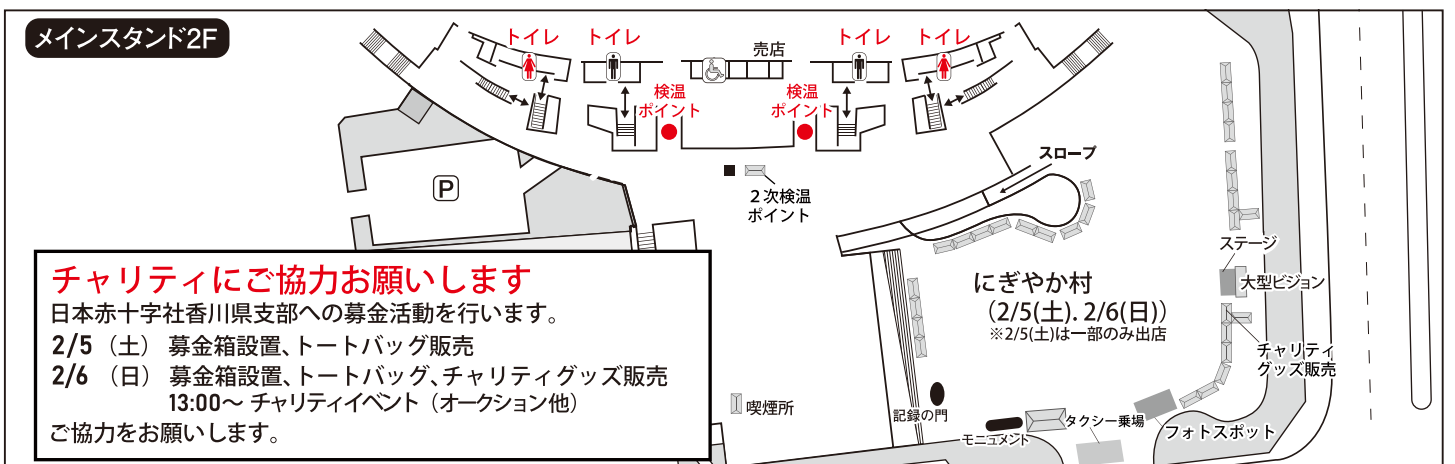 メインスタンド2F
トイレ
トイレ
売店
トイレ
トイレ
検温
ポイント
検温
ポイント
スロープ
P
2次検温
ポイント
ステージ
大型ビジョン
にぎやか村
(2/5(土).2/6(日))
※2/5(土)は一部のみ出店
チャリティ
グッズ販売
チャリティにご協力お願いします
日本赤十字社香川県支部への募金活動を行います。
2/5（土） 募金箱設置、トートバッグ販売
2/6（日） 募金箱設置、トートバッグ、チャリティグッズ販売
13:00～ チャリティイベント（オークション他）
ご協力をお願いします。
喫煙所
記録の門
モニュメント
タクシー乗場
フォトスポット